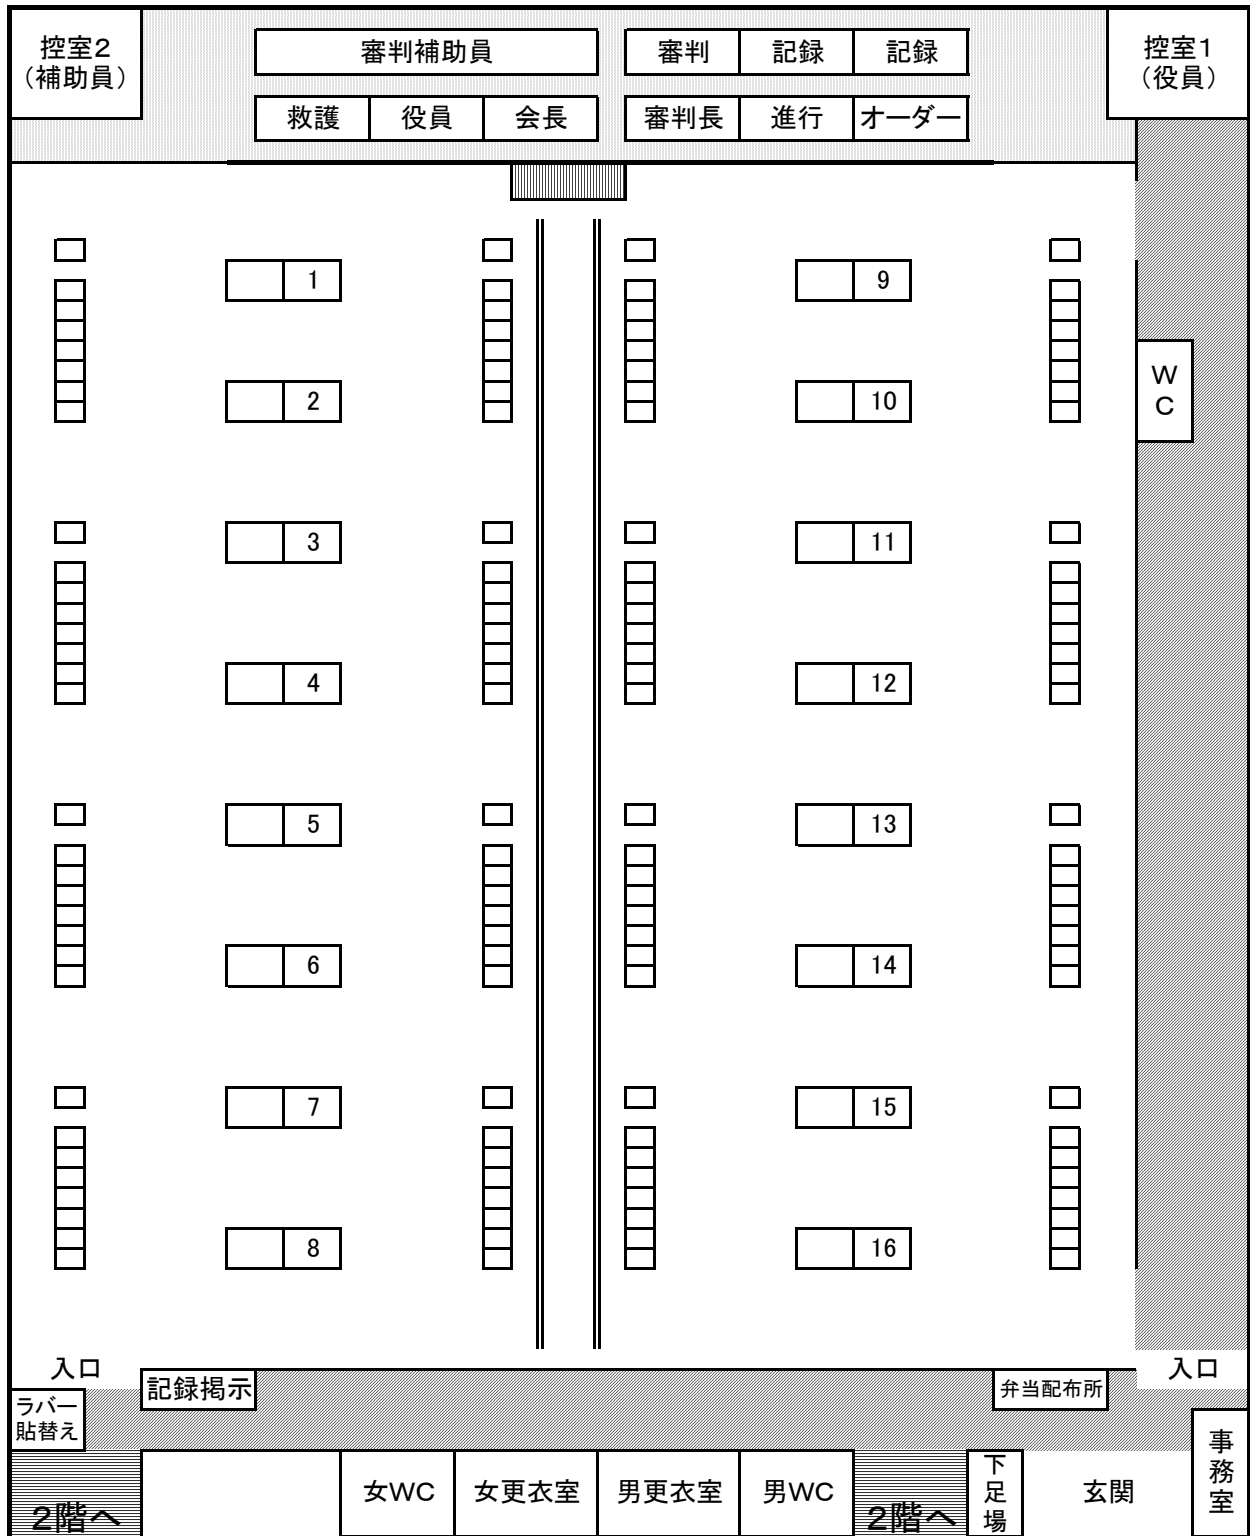 控室2
（補助員）
審判補助員
審判 記録 記録
控室1
（役員）
救護 役員 会長 審判長 進行 オーダー
1 9
W
C
2 10
3 11
4 12
5 13
6 14
7 15
8 16
入口 入口
記録掲示 弁当配布所
ラバー
貼替え
事
務
室
2階へ
女WC 女更衣室 男更衣室 男WC
2階へ
下
足
場
玄関